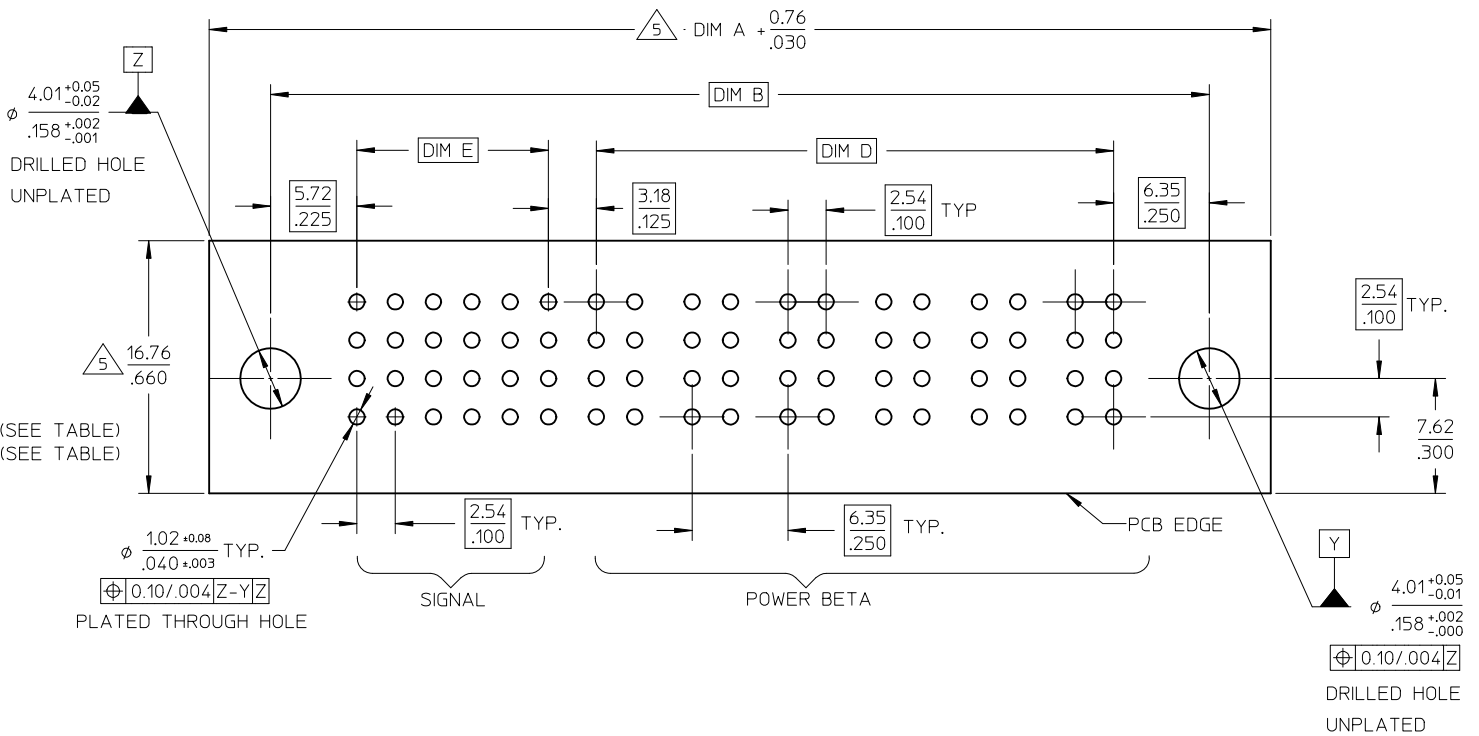 5 · DIM A + 0.76
.030
Z
⌀ 4.01 +0.05 -0.02
.158 +.002 -.001
DRILLED HOLE
UNPLATED
DIM B
DIM E
DIM D
5.72
.225
3.18
.125
2.54
.100 TYP
6.35
.250
2.54
.100 TYP.
5 16.76
.660
7.62
.300
(SEE TABLE)
(SEE TABLE)
2.54
.100 TYP.
6.35
.250 TYP.
PCB EDGE
⌀ 1.02 ±0.08
.040 ±.003 TYP.
⌖ 0.10/.004 Z-Y Z
PLATED THROUGH HOLE
SIGNAL
POWER BETA
Y
⌀ 4.01 +0.05 -0.01
.158 +.002 -.000
⌖ 0.10/.004 Z
DRILLED HOLE
UNPLATED